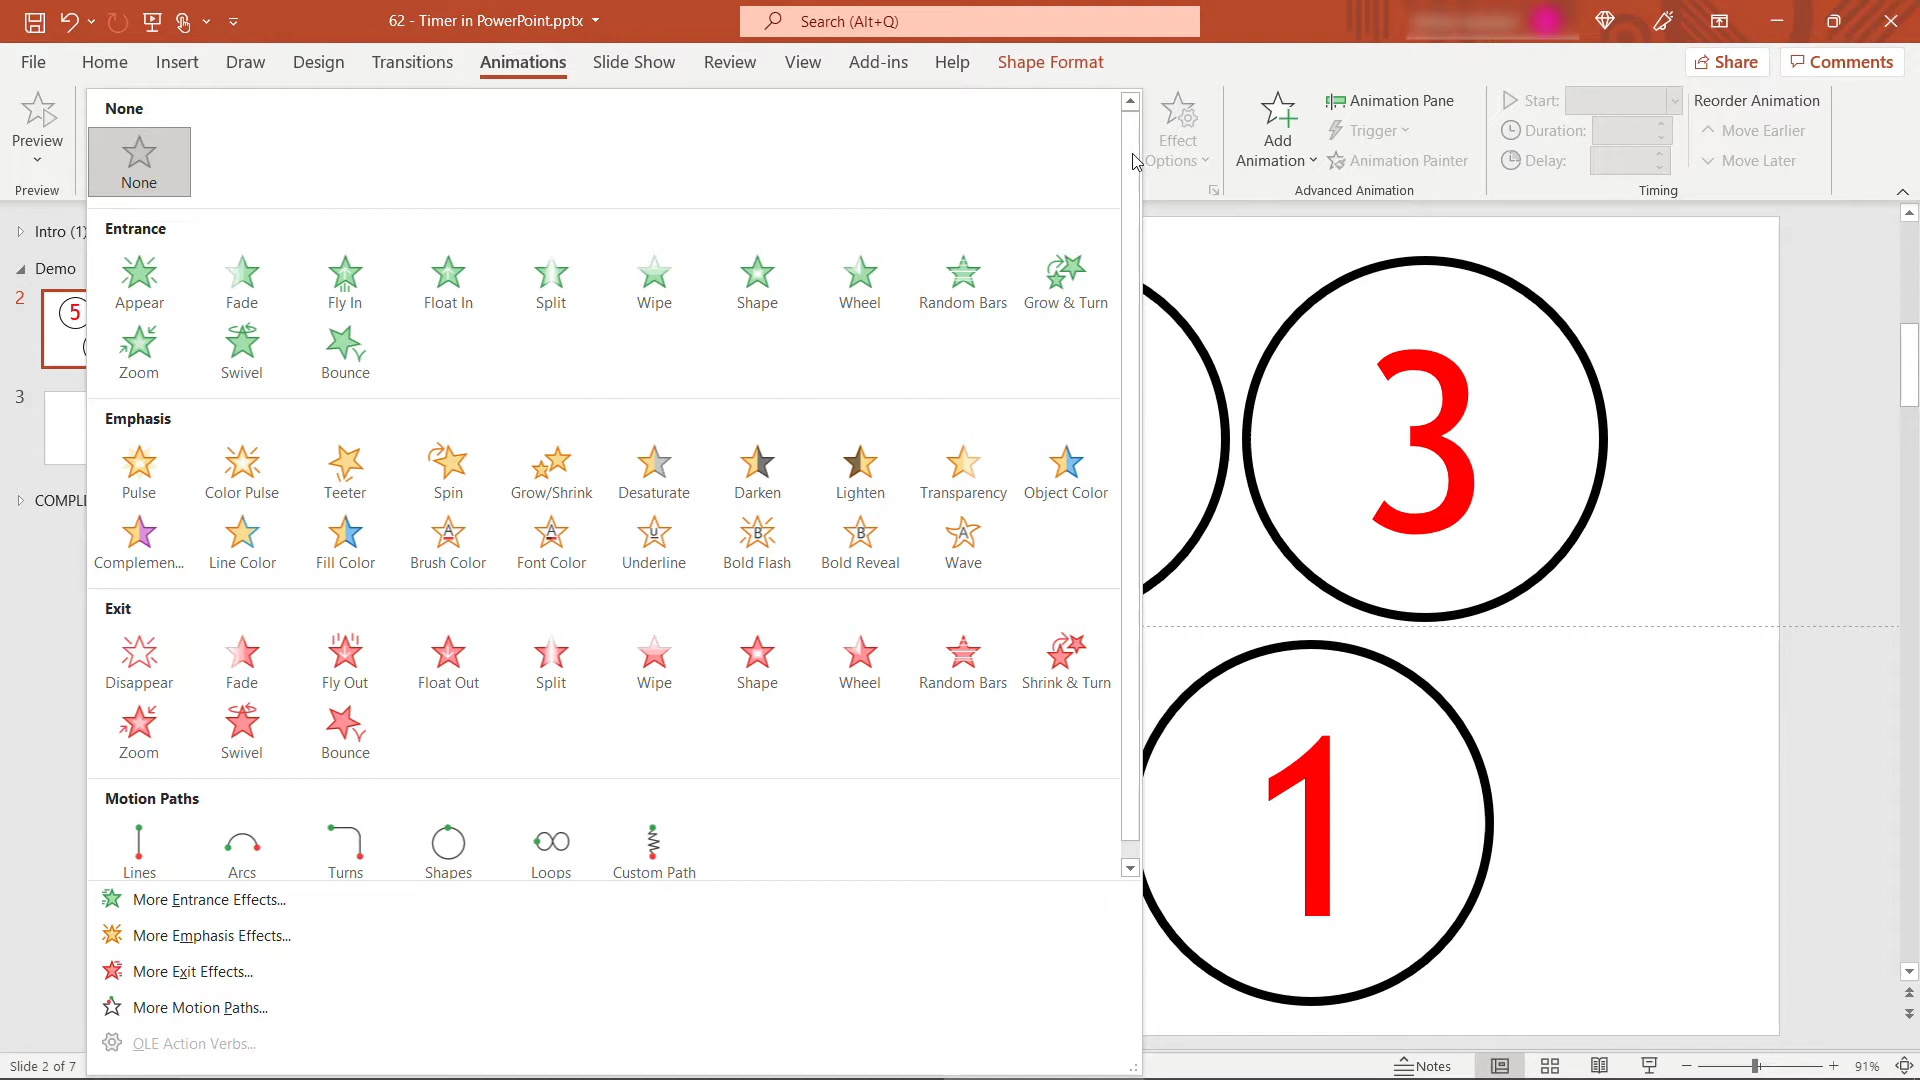 62 - Timer in PowerPoint.pptx
Search (Alt+Q)
File Home Insert Draw Design Transitions Animations Slide Show Review View Add-ins Help Shape Format
Share
Comments
Preview
Preview
None
None
Effect
Options
Add
Animation
Animation Pane
Trigger
Animation Painter
Advanced Animation
Start:
Duration:
Delay:
Timing
Reorder Animation
Move Earlier
Move Later
Intro (1)
Demo
2
5
3
COMPL
Entrance
Appear Fade Fly In Float In Split Wipe Shape Wheel Random Bars Grow & Turn
Zoom Swivel Bounce
Emphasis
Pulse Color Pulse Teeter Spin Grow/Shrink Desaturate Darken Lighten Transparency Object Color
Complemen... Line Color Fill Color Brush Color Font Color Underline Bold Flash Bold Reveal Wave
Exit
Disappear Fade Fly Out Float Out Split Wipe Shape Wheel Random Bars Shrink & Turn
Zoom Swivel Bounce
Motion Paths
Lines Arcs Turns Shapes Loops Custom Path
More Entrance Effects...
More Emphasis Effects...
More Exit Effects...
More Motion Paths...
OLE Action Verbs...
3
1
Slide 2 of 7
Notes
91%